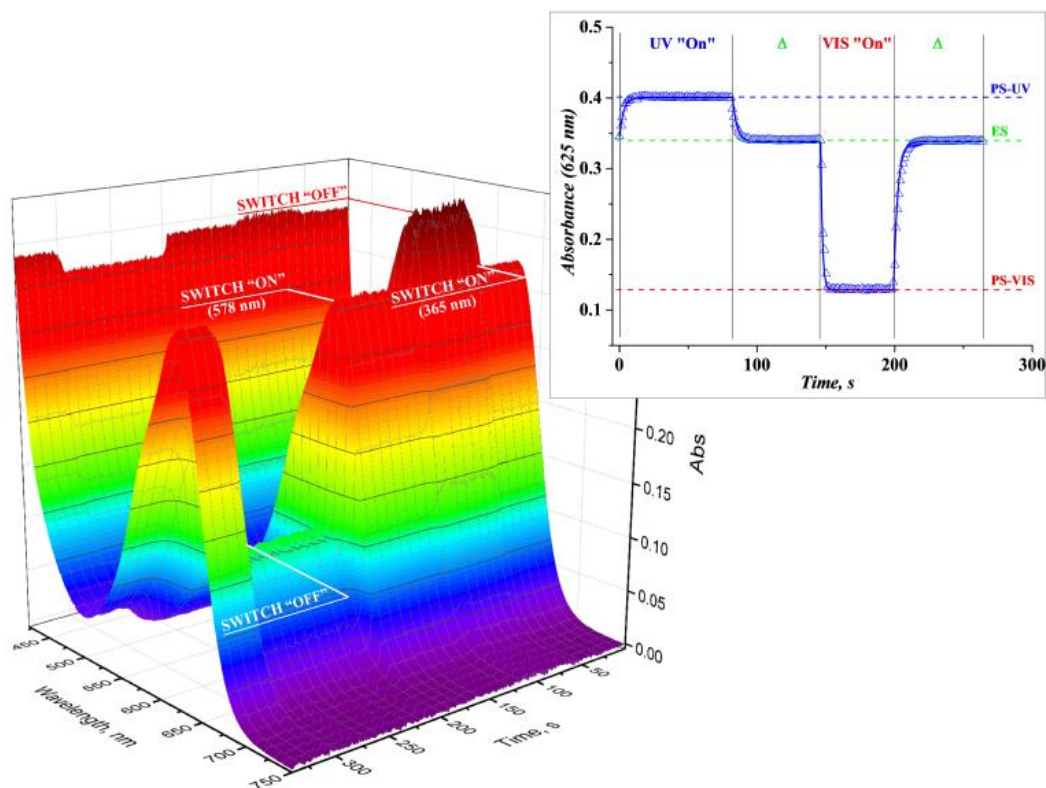 0.5
UV "On"
Δ
VIS "On"
Δ
PS-UV
0.4
ES
0.3
Absorbance (625 nm)
0.2
PS-VIS
0.1
0
100
200
300
Time, s
SWITCH “OFF”
SWITCH “ON”
(578 nm)
SWITCH “ON”
(365 nm)
SWITCH “OFF”
0.20
0.15
0.10
0.05
0.00
Abs
450
500
550
600
650
700
750
Wavelength, nm
50
100
150
200
250
300
Time, s